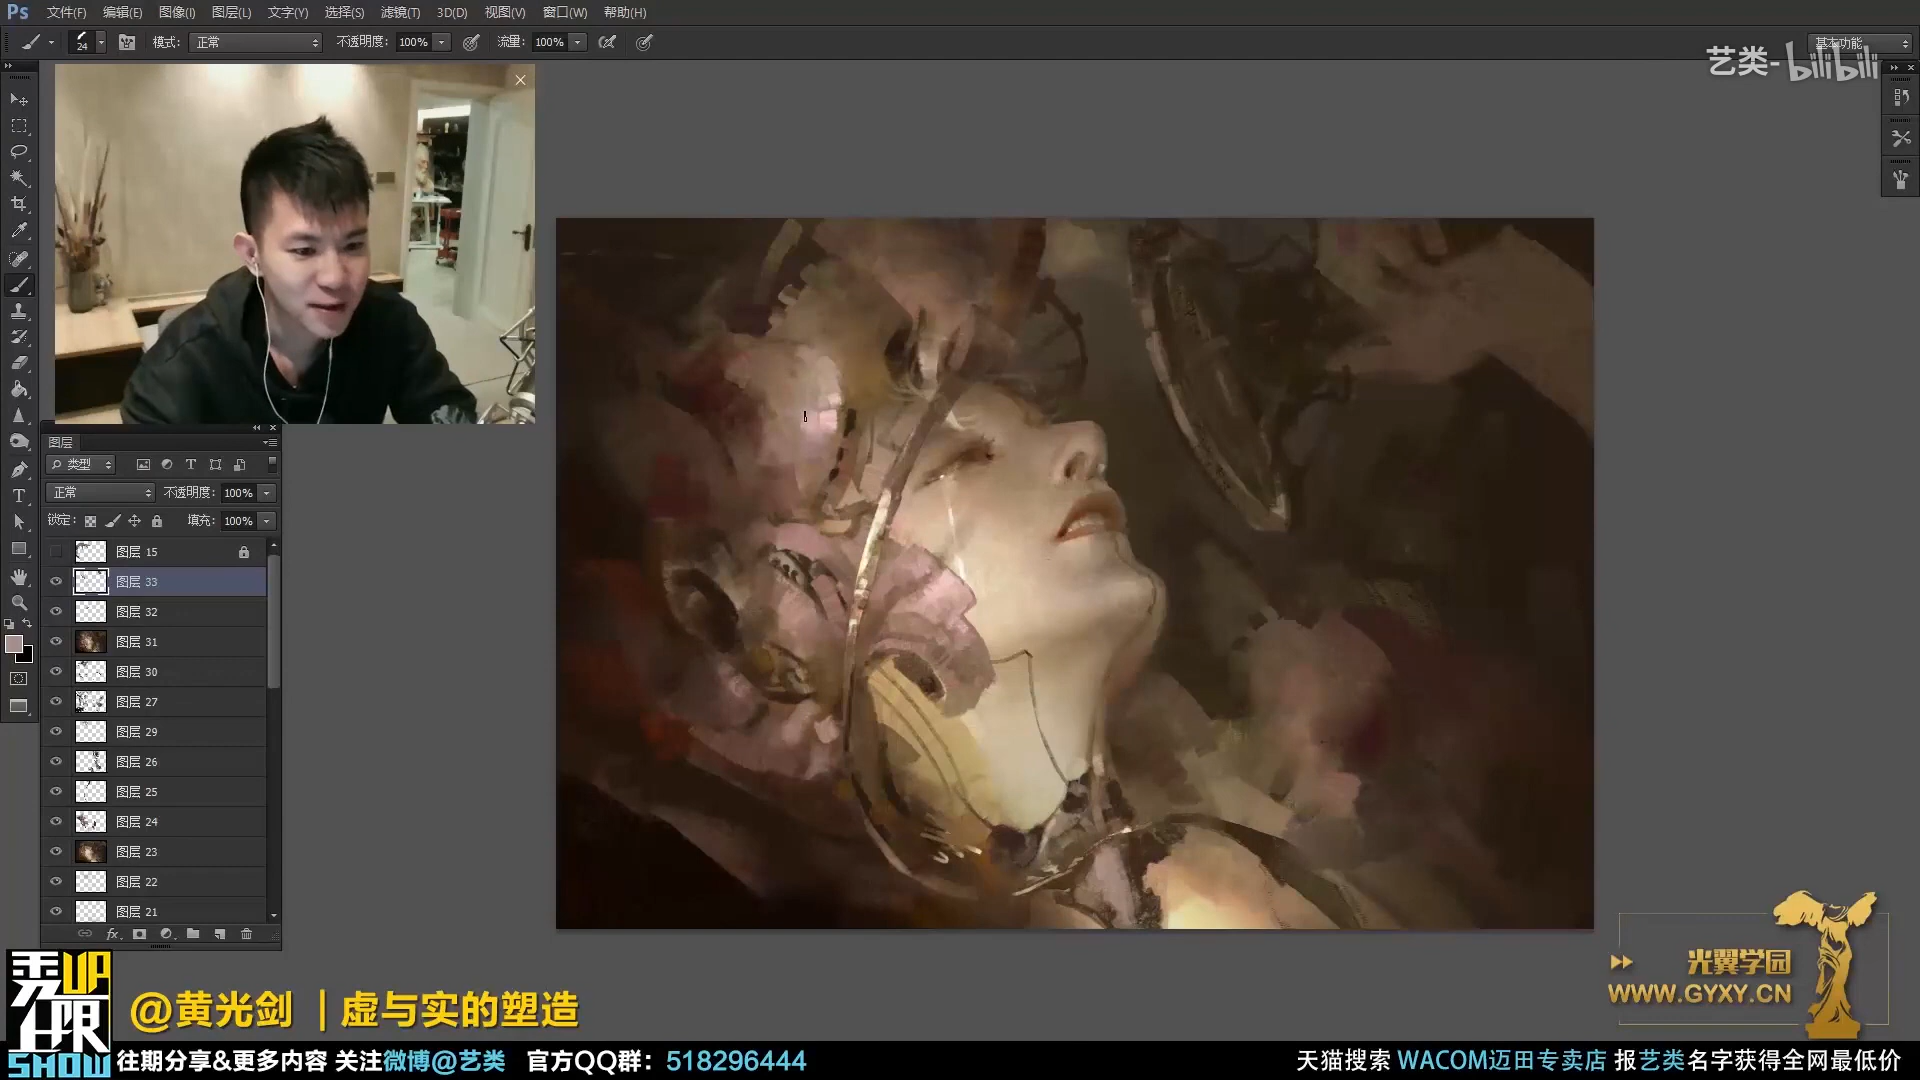 Ps 文件(F) 编辑(E) 图像(I) 图层(L) 文字(Y) 选择(S) 滤镜(T) 3D(D) 视图(V) 窗口(W) 帮助(H)
24 模式: 正常 不透明度: 100% 流量: 100% 基本功能
艺类-bilibili
图层
类型
正常 不透明度: 100%
锁定: 填充: 100%
图层 15
图层 33
图层 32
图层 31
图层 30
图层 27
图层 29
图层 26
图层 25
图层 24
图层 23
图层 22
图层 21
fx
光翼学园
WWW.GYXY.CN
UP
SHOW
@黄光剑 | 虚与实的塑造
往期分享&更多内容 关注微博@艺类 官方QQ群: 518296444
天猫搜索 WACOM迈田专卖店 报艺类名字获得全网最低价